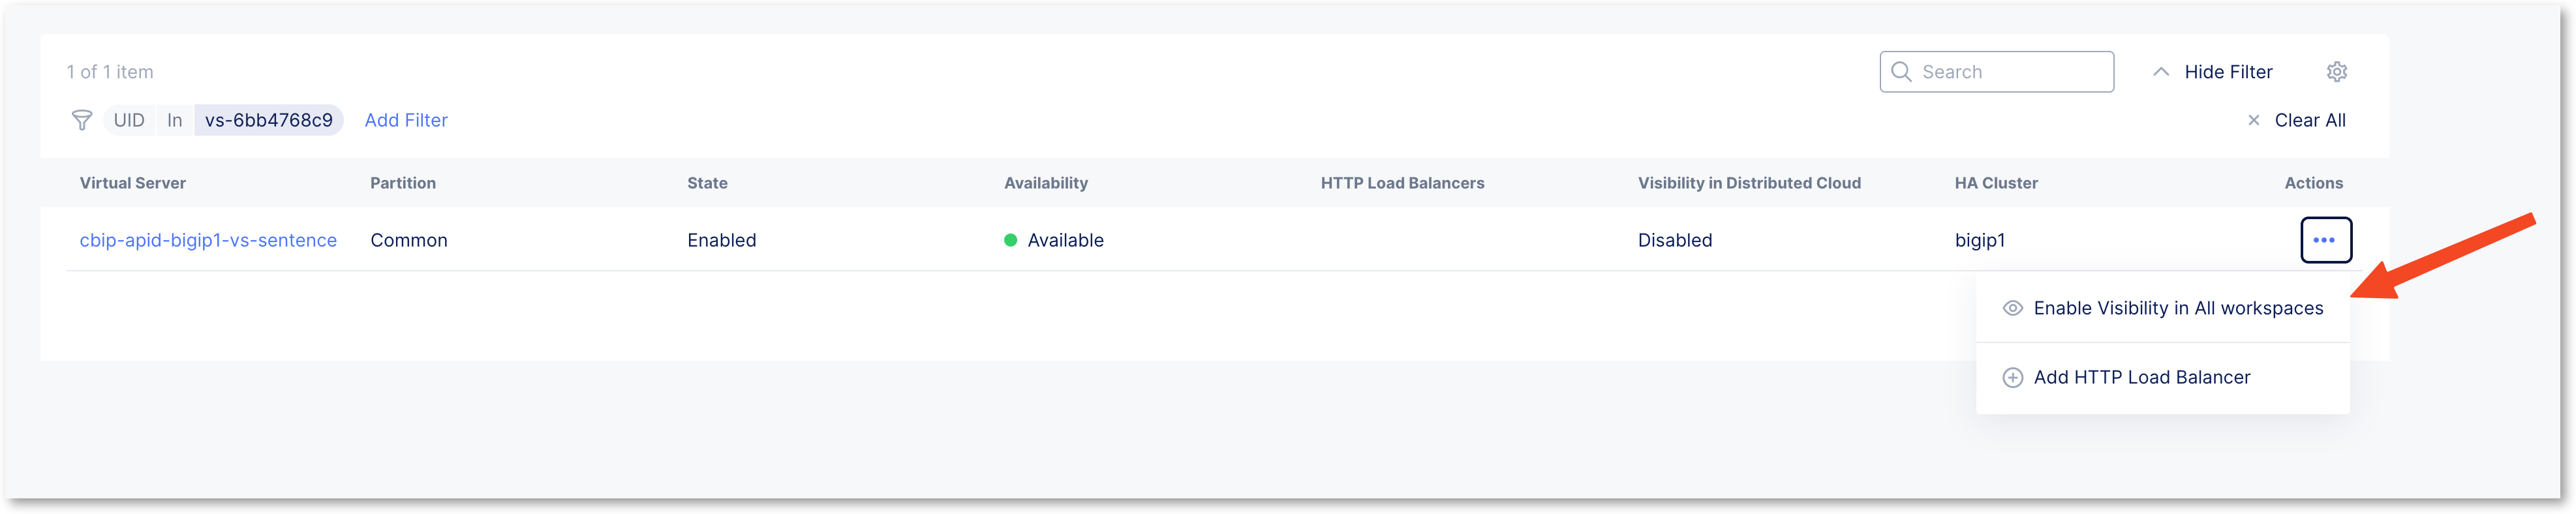 1 of 1 item
Search
Hide Filter
UID In vs-6bb4768c9 Add Filter
Clear All
Virtual Server Partition State Availability HTTP Load Balancers Visibility in Distributed Cloud HA Cluster Actions
cbip-apid-bigip1-vs-sentence Common Enabled Available Disabled bigip1
Enable Visibility in All workspaces
Add HTTP Load Balancer